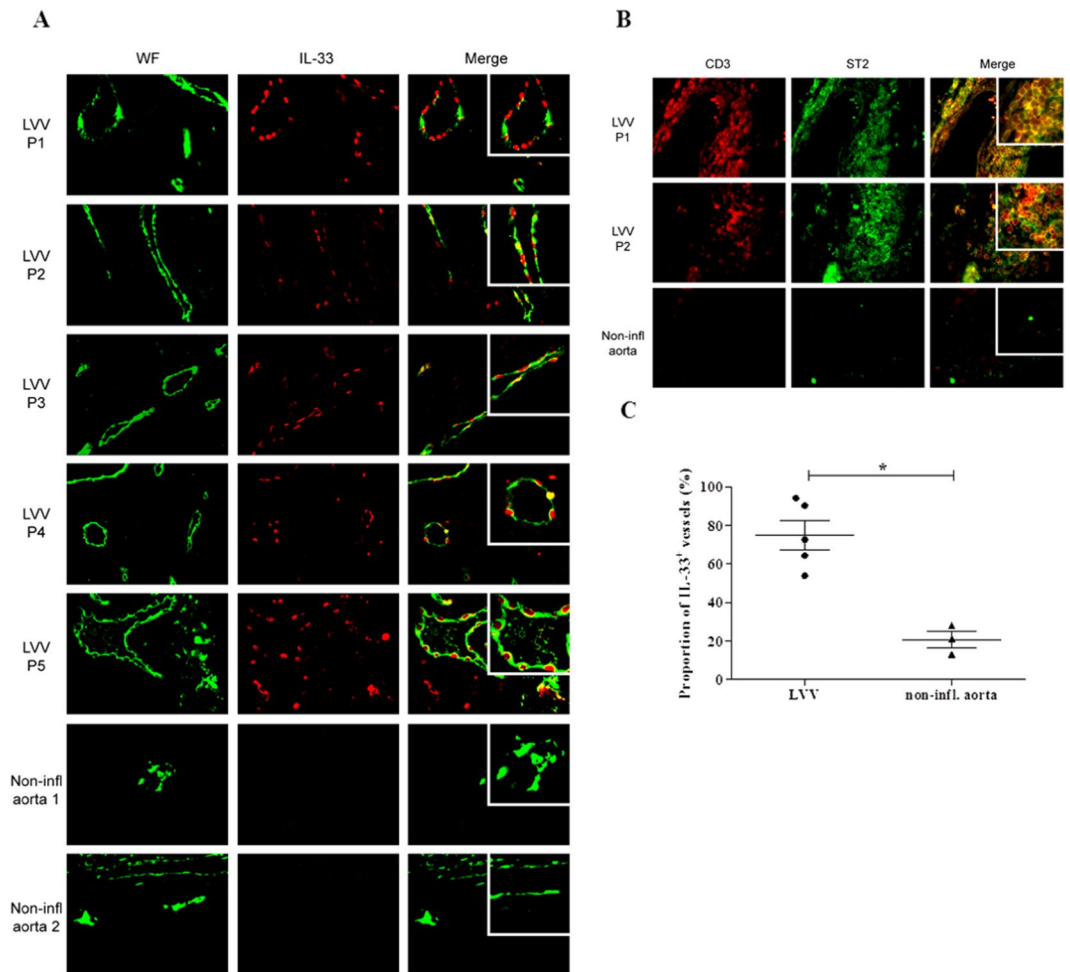 A
WF IL-33 Merge
LVV
P1
LVV
P2
LVV
P3
LVV
P4
LVV
P5
Non-infl
aorta 1
Non-infl
aorta 2
B
CD3 ST2 Merge
LVV
P1
LVV
P2
Non-infl
aorta
C
*
Proportion of IL-33+ vessels (%)
100
80
60
40
20
0
LVV non-infl. aorta